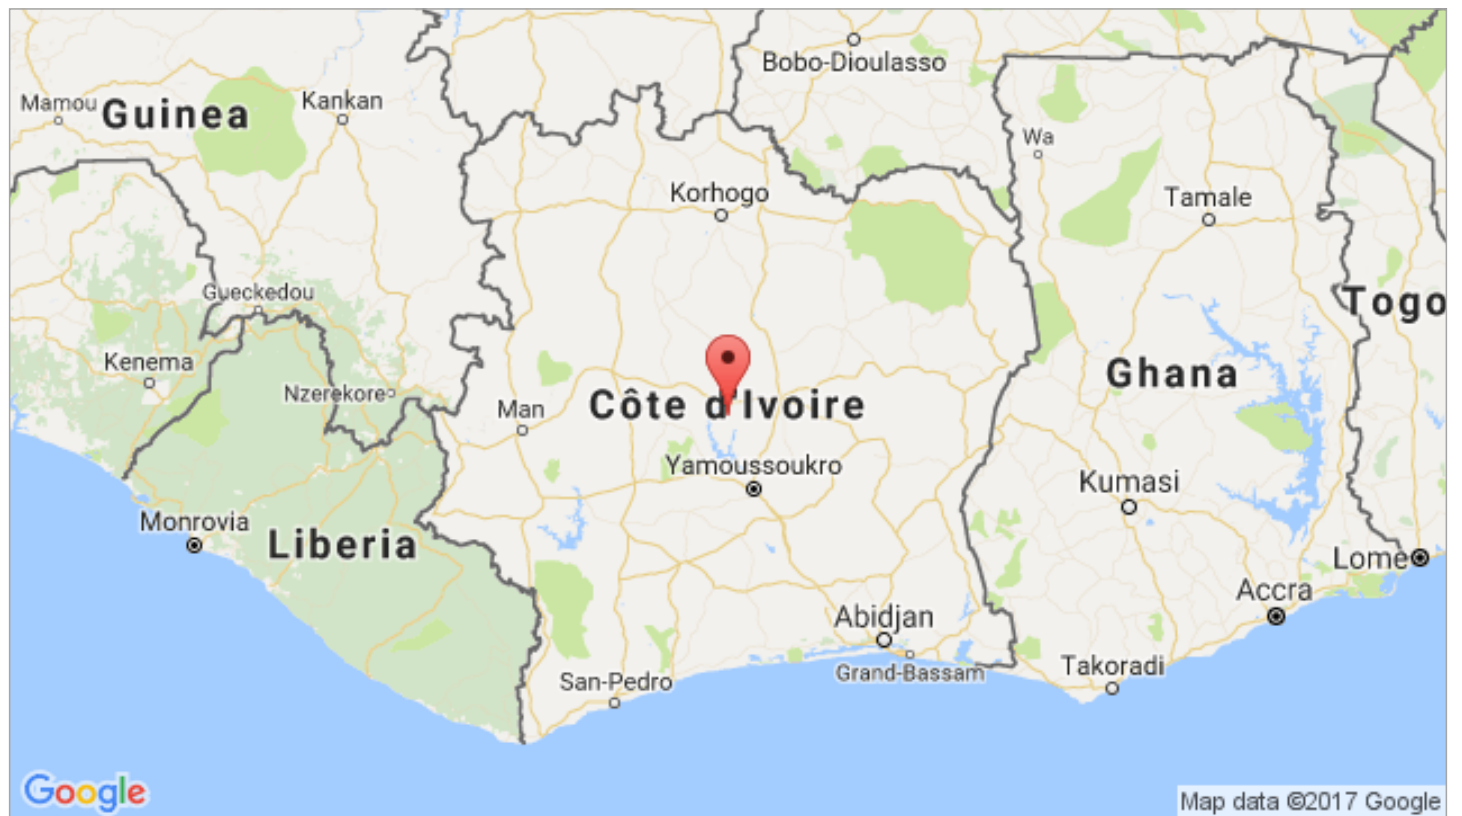 Bobo-Dioulasso
Mamou
Guinea
Kankan
Wa
Korhogo
Tamale
Gueckedou
Togo
Kenema
Nzerekore
Man
Côte d'Ivoire
Ghana
Yamoussoukro
Kumasi
Monrovia
Liberia
Lome
Accra
Abidjan
Grand-Bassam
Takoradi
San-Pedro
Google
Map data ©2017 Google